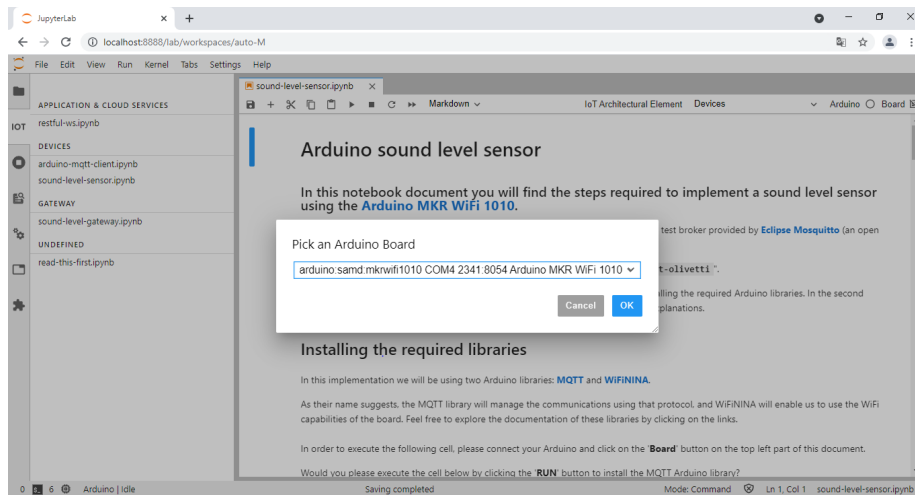 JupyterLab
localhost:8888/lab/workspaces/auto-M
File Edit View Run Kernel Tabs Settings Help
sound-level-sensor.ipynb
Markdown
IoT Architectural Element Devices
Arduino
Board
IOT
APPLICATION & CLOUD SERVICES
restful-ws.ipynb
DEVICES
arduino-mqtt-client.ipynb
sound-level-sensor.ipynb
GATEWAY
sound-level-gateway.ipynb
UNDEFINED
read-this-first.ipynb
Arduino sound level sensor
In this notebook document you will find the steps required to implement a sound level sensor
using the Arduino MKR WiFi 1010.
test broker provided by Eclipse Mosquitto (an open
t-olivetti ".
lling the required Arduino libraries. In the second
planations.
Pick an Arduino Board
arduino:samd:mkrwifi1010 COM4 2341:8054 Arduino MKR WiFi 1010
Cancel OK
Installing the required libraries
In this implementation we will be using two Arduino libraries: MQTT and WiFiNINA.
As their name suggests, the MQTT library will manage the communications using that protocol, and WiFiNINA will enable us to use the WiFi
capabilities of the board. Feel free to explore the documentation of these libraries by clicking on the links.
In order to execute the following cell, please connect your Arduino and click on the 'Board' button on the top left part of this document.
Would you please execute the cell below by clicking the 'RUN' button to install the MQTT Arduino library?
0 6 Arduino | Idle Saving completed Mode: Command Ln 1, Col 1 sound-level-sensor.ipynb